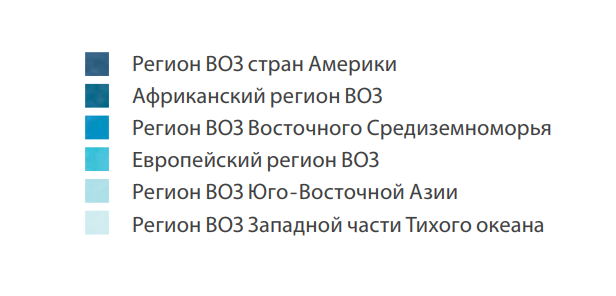 Регион ВОЗ стран Америки
Африканский регион ВОЗ
Регион ВОЗ Восточного Средиземноморья
Европейский регион ВОЗ
Регион ВОЗ Юго-Восточной Азии
Регион ВОЗ Западной части Тихого океана